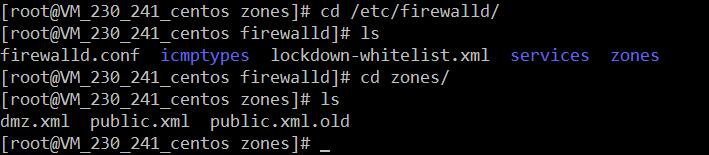 [root@VM_230_241_centos zones]# cd /etc/firewalld/
[root@VM_230_241_centos firewalld]# ls
firewalld.conf  icmptypes  lockdown-whitelist.xml  services  zones
[root@VM_230_241_centos firewalld]# cd zones/
[root@VM_230_241_centos zones]# ls
dmz.xml  public.xml  public.xml.old
[root@VM_230_241_centos zones]# _